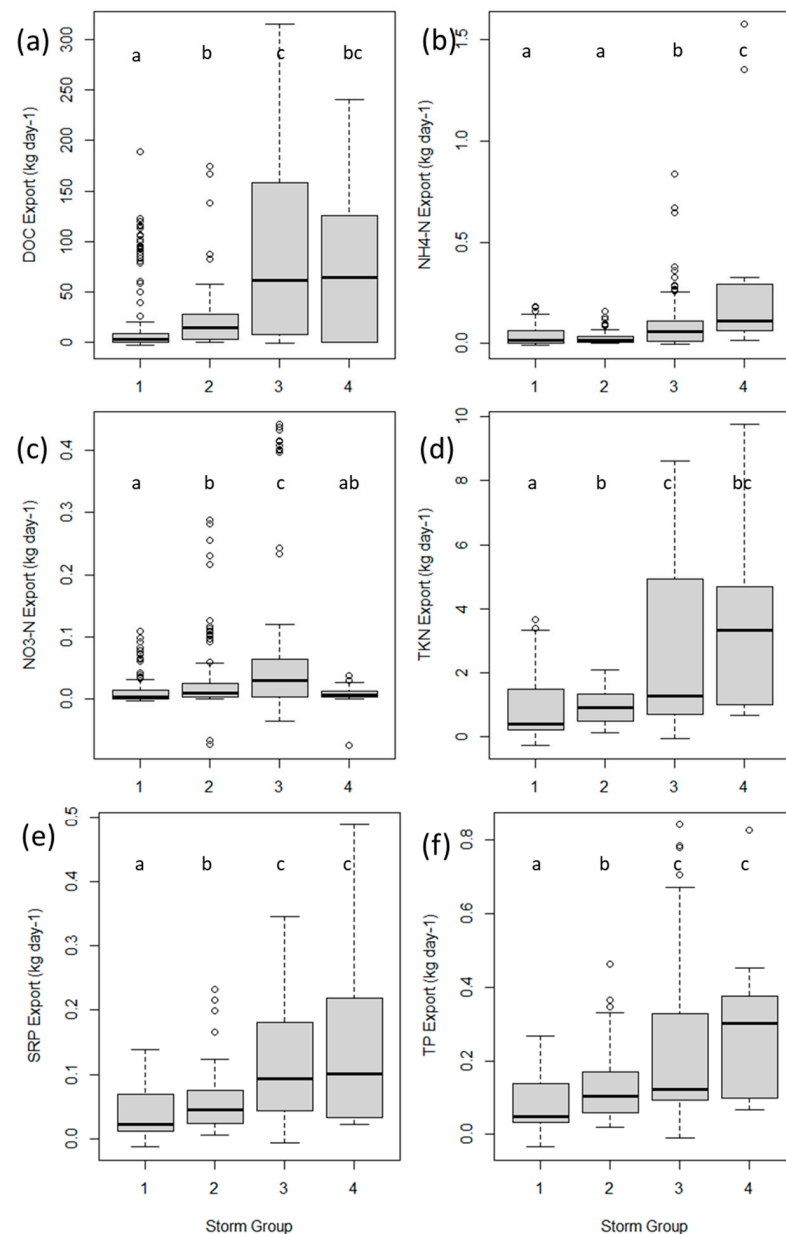 (a)
DOC Export (kg day-1)
300
250
200
150
100
50
0
a b c bc
1 2 3 4
(b)
NH4-N Export (kg day-1)
1.5
1.0
0.5
0.0
a a b c
1 2 3 4
(c)
NO3-N Export (kg day-1)
0.4
0.3
0.2
0.1
0.0
a b c ab
1 2 3 4
(d)
TKN Export (kg day-1)
10
8
6
4
2
0
a b c bc
1 2 3 4
(e)
SRP Export (kg day-1)
0.5
0.4
0.3
0.2
0.1
0.0
a b c c
1 2 3 4
Storm Group
(f)
TP Export (kg day-1)
0.8
0.6
0.4
0.2
0.0
a b c c
1 2 3 4
Storm Group